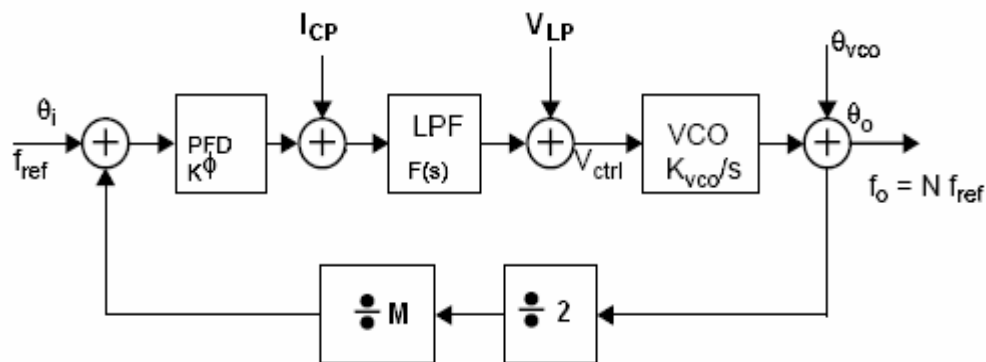 I_CP
V_LP
θ_vco
θ_i
f_ref
+
PFD
K^ϕ
+
LPF
F(s)
+
V_ctrl
VCO
K_vco/s
+
θ_o
f_o = N f_ref
÷ M
÷ 2